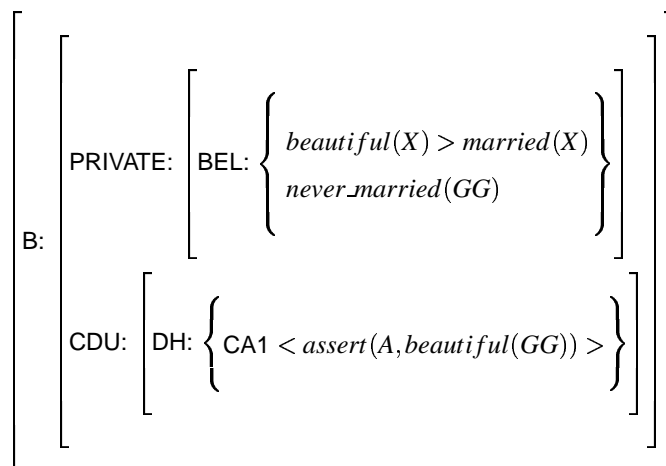 B:
PRIVATE: [BEL: { beautiful(X) > married(X)
never_married(GG) }]
CDU: [DH: { CA1 < assert(A,beautiful(GG)) > }]